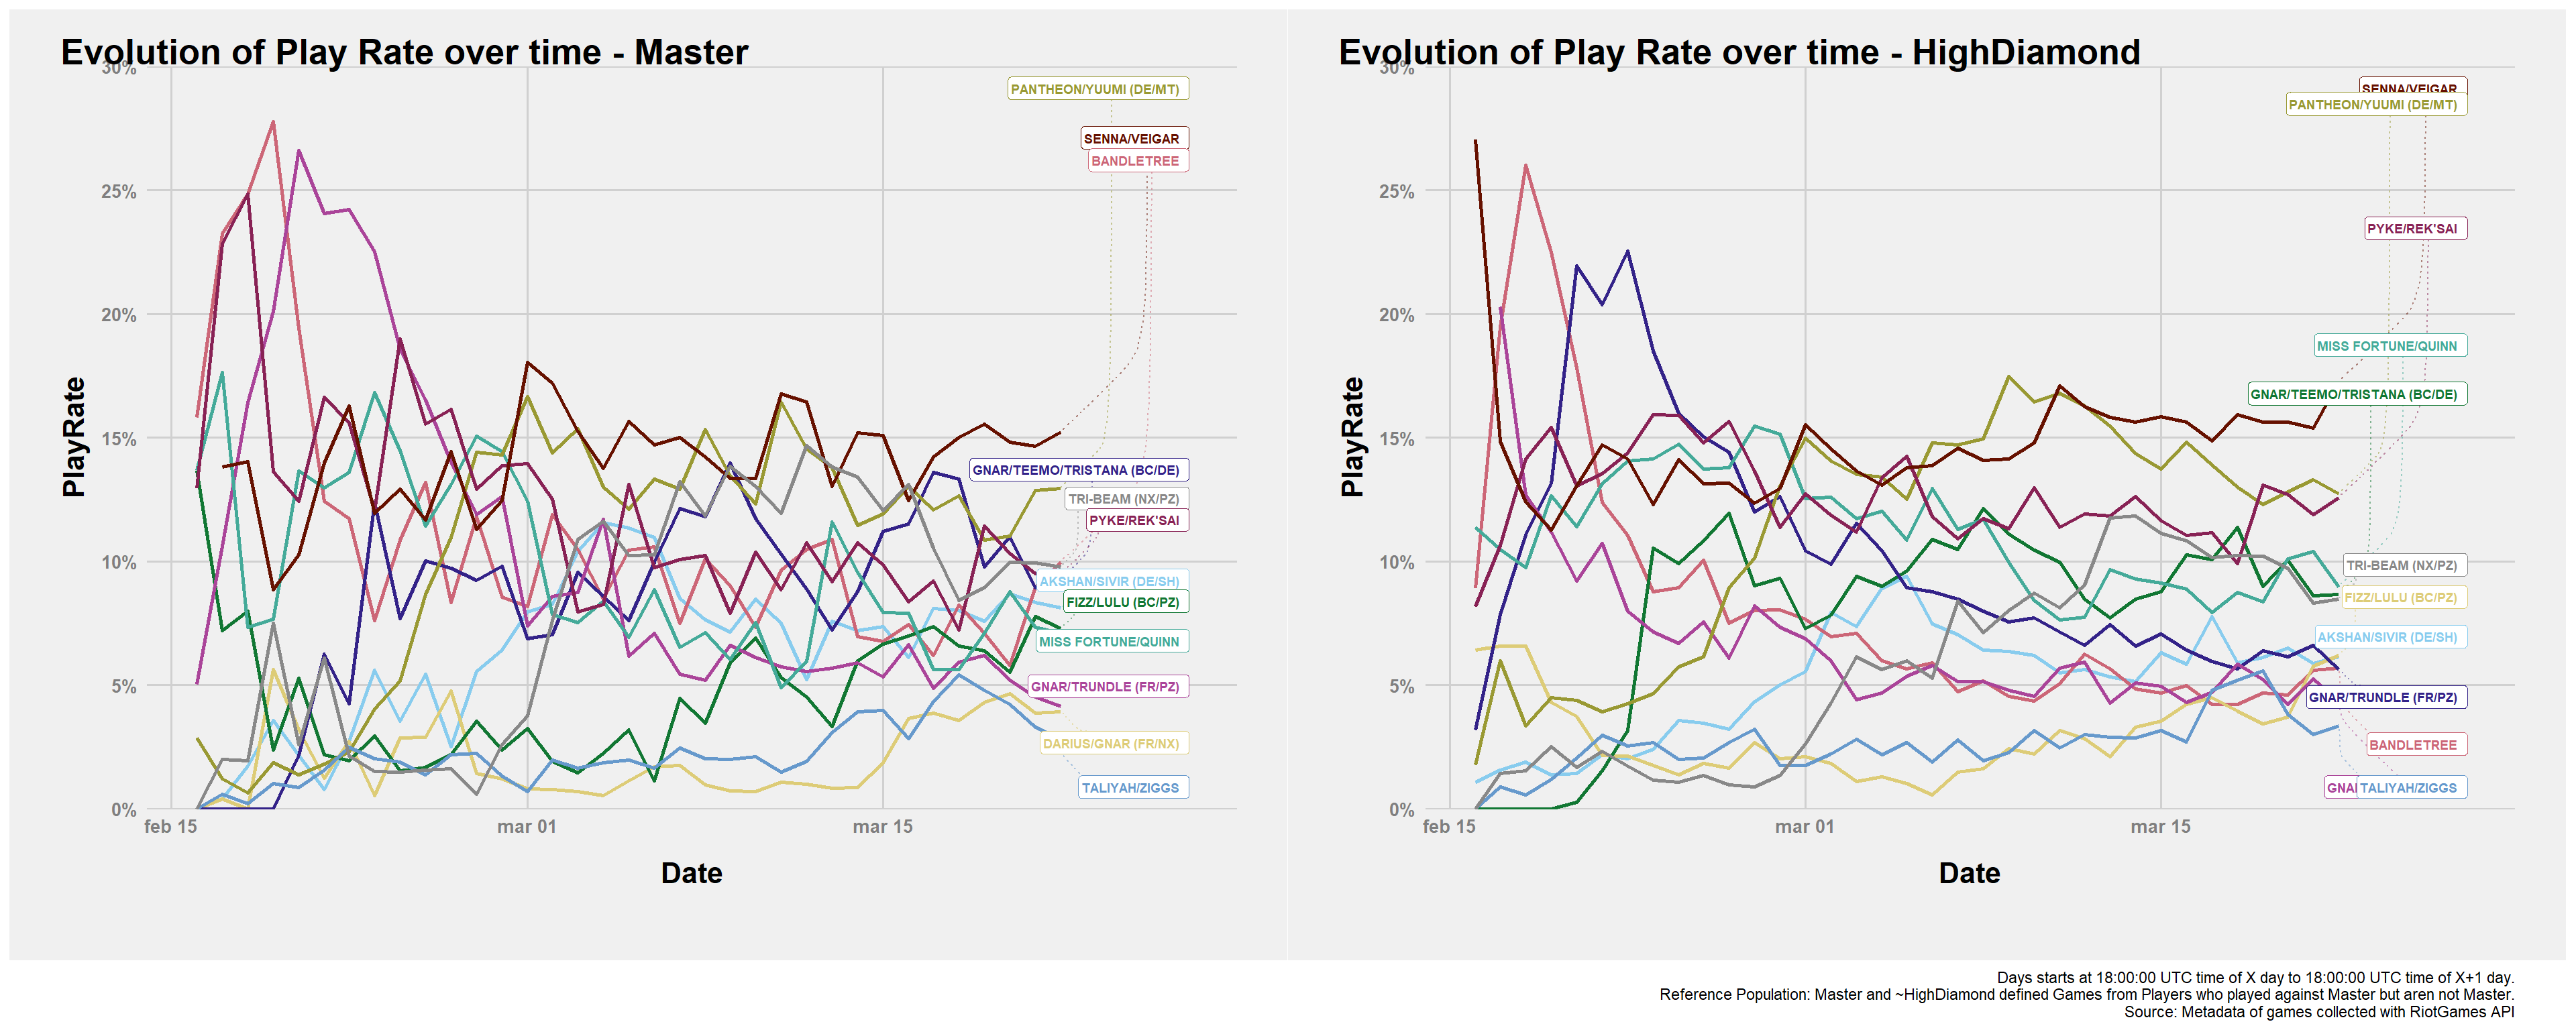 Evolution of Play Rate over time - Master
PlayRate
30%
25%
20%
15%
10%
5%
0%
feb 15
mar 01
mar 15
Date
PANTHEON/YUUMI (DE/MT)
SENNA/VEIGAR
BANDLETREE
GNAR/TEEMO/TRISTANA (BC/DE)
TRI-BEAM (NX/PZ)
PYKE/REK'SAI
AKSHAN/SIVIR (DE/SH)
FIZZ/LULU (BC/PZ)
MISS FORTUNE/QUINN
GNAR/TRUNDLE (FR/PZ)
DARIUS/GNAR (FR/NX)
TALIYAH/ZIGGS
Evolution of Play Rate over time - HighDiamond
PlayRate
30%
25%
20%
15%
10%
5%
0%
feb 15
mar 01
mar 15
Date
SENNA/VEIGAR
PANTHEON/YUUMI (DE/MT)
PYKE/REK'SAI
MISS FORTUNE/QUINN
GNAR/TEEMO/TRISTANA (BC/DE)
TRI-BEAM (NX/PZ)
FIZZ/LULU (BC/PZ)
AKSHAN/SIVIR (DE/SH)
GNAR/TRUNDLE (FR/PZ)
BANDLETREE
TALIYAH/ZIGGS
Days starts at 18:00:00 UTC time of X day to 18:00:00 UTC time of X+1 day.
Reference Population: Master and ~HighDiamond defined Games from Players who played against Master but aren not Master.
Source: Metadata of games collected with RiotGames API